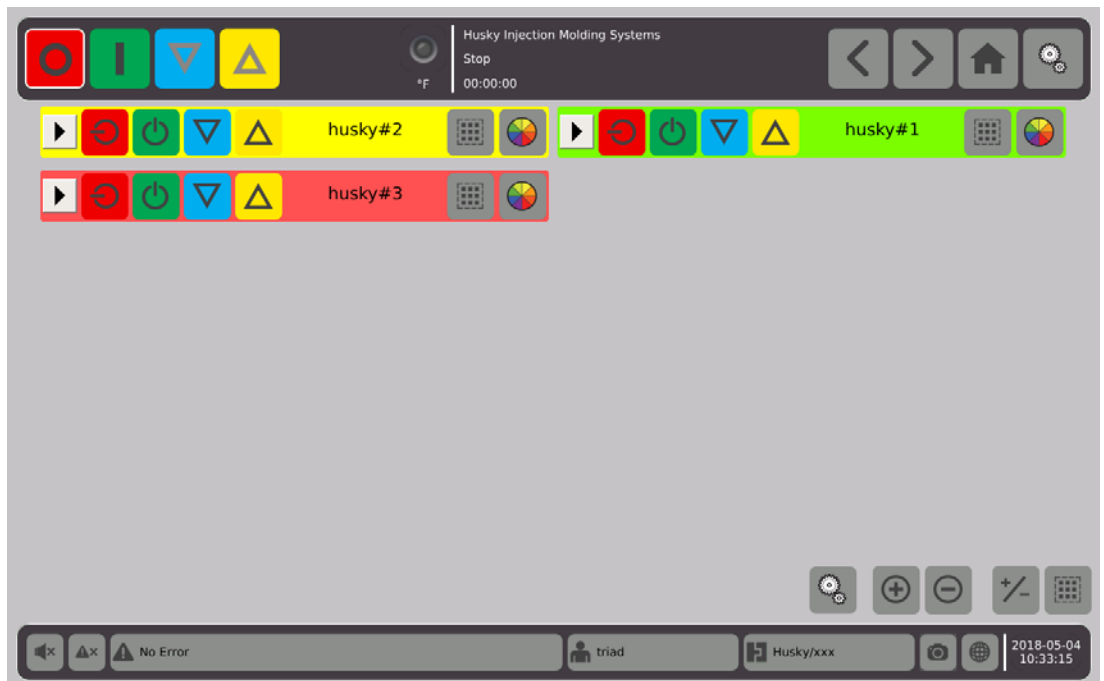 Husky Injection Molding Systems
Stop
°F 00:00:00
husky#2
husky#1
husky#3
No Error
triad
Husky/xxx
2018-05-04
10:33:15